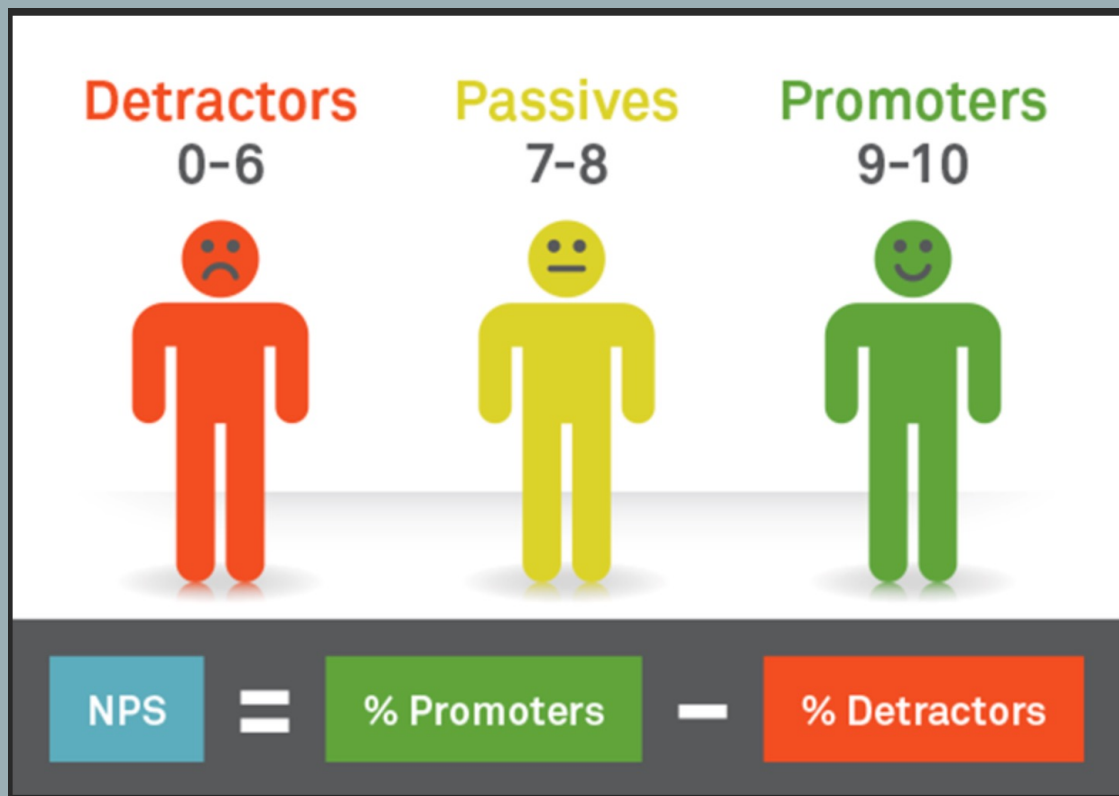 Detractors
0-6
Passives
7-8
Promoters
9-10
NPS = % Promoters - % Detractors